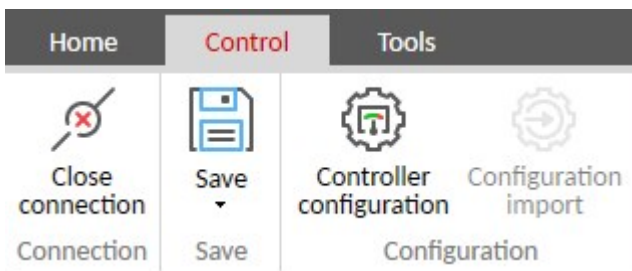 Home Control Tools
Close connection
Save
Controller configuration
Configuration import
Connection Save Configuration